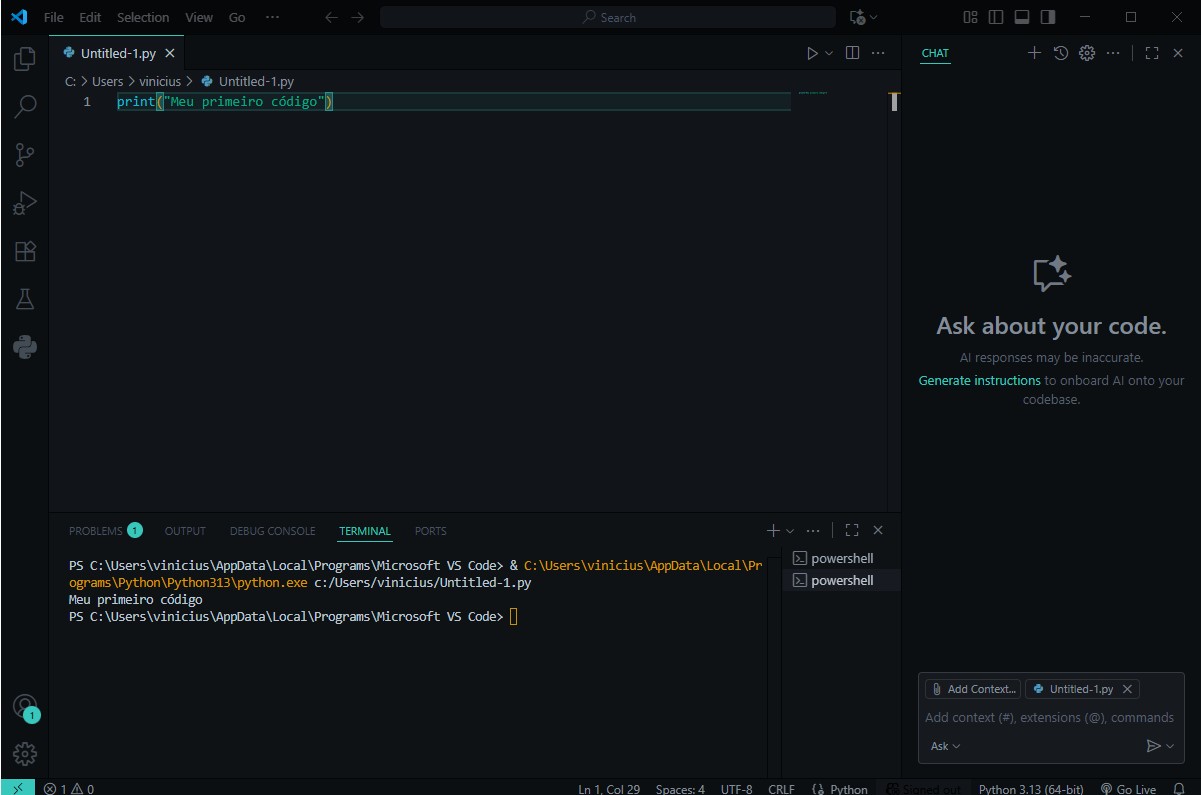 File Edit Selection View Go ··· Search
Untitled-1.py
C: > Users > vinicius > Untitled-1.py
1 print("Meu primeiro código")
CHAT
Ask about your code.
AI responses may be inaccurate.
Generate instructions to onboard AI onto your
codebase.
PROBLEMS 1 OUTPUT DEBUG CONSOLE TERMINAL PORTS
PS C:\Users\vinicius\AppData\Local\Programs\Microsoft VS Code> & C:\Users\vinicius\AppData\Local\Pr
ograms\Python\Python313\python.exe c:/Users/vinicius/Untitled-1.py
Meu primeiro código
PS C:\Users\vinicius\AppData\Local\Programs\Microsoft VS Code>
powershell
powershell
Add Context...
Untitled-1.py
Add context (#), extensions (@), commands
Ask
1
1 0 Ln 1, Col 29 Spaces: 4 UTF-8 CRLF {} Python Signed out Python 3.13 (64-bit) Go Live